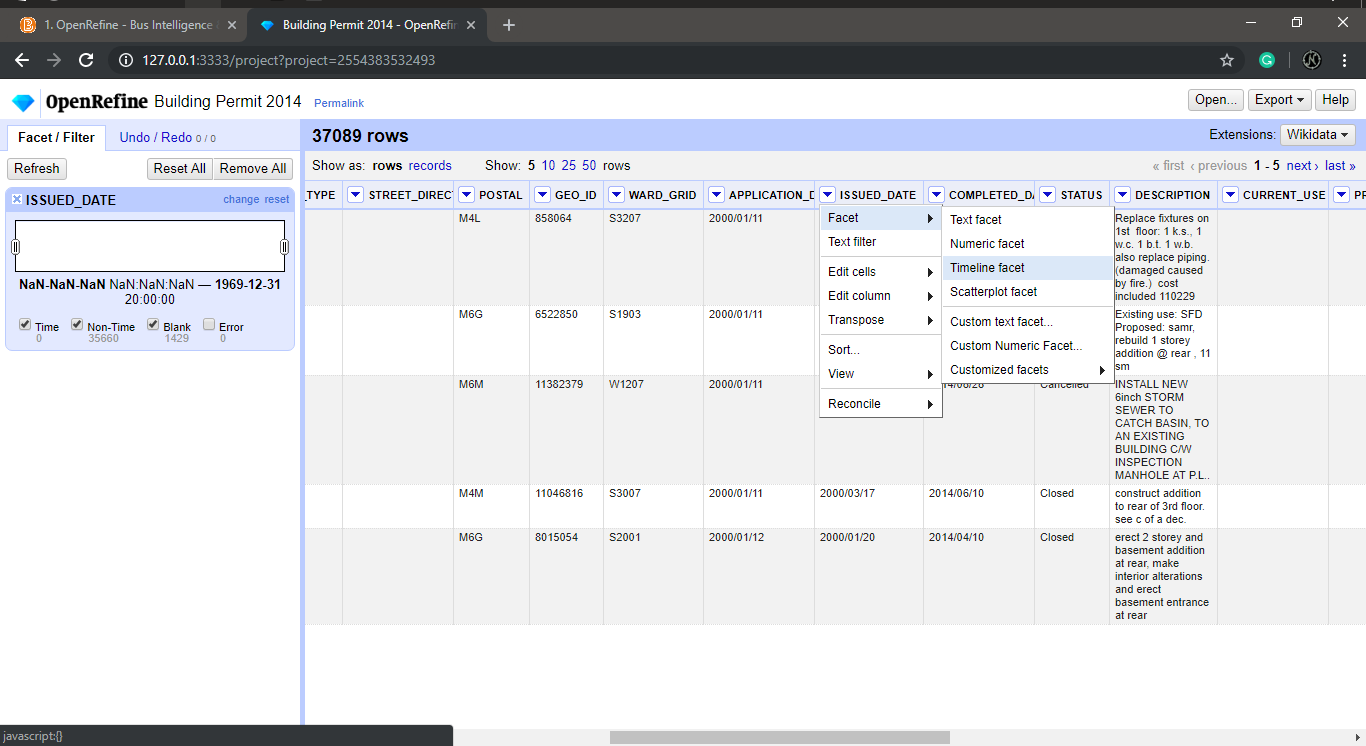 1. OpenRefine - Bus Intelligence
Building Permit 2014 - OpenRefin
127.0.0.1:3333/project?project=2554383532493
OpenRefine Building Permit 2014 Permalink
Open... Export Help
Facet / Filter Undo / Redo 0 / 0
37089 rows
Extensions: Wikidata
Refresh Reset All Remove All
Show as: rows records Show: 5 10 25 50 rows
« first ‹ previous 1 - 5 next › last »
ISSUED_DATE change reset
NaN-NaN-NaN NaN:NaN:NaN — 1969-12-31
20:00:00
Time Non-Time Blank Error
0 35660 1429 0
_TYPE STREET_DIREC POSTAL GEO_ID WARD_GRID APPLICATION_D ISSUED_DATE COMPLETED_DA STATUS DESCRIPTION CURRENT_USE PR
M4L 858064 S3207 2000/01/11
Replace fixtures on
1st floor: 1 k.s., 1
w.c. 1 b.t. 1 w.b.
also replace piping.
(damaged caused
by fire.) cost
included 110229
M6G 6522850 S1903 2000/01/11
Existing use: SFD
Proposed: samr,
rebuild 1 storey
addition @ rear , 11
sm
M6M 11382379 W1207 2000/01/11 14/08/28 Cancelled
INSTALL NEW
6inch STORM
SEWER TO
CATCH BASIN, TO
AN EXISTING
BUILDING C/W
INSPECTION
MANHOLE AT P.L..
M4M 11046816 S3007 2000/01/11 2000/03/17 2014/06/10 Closed
construct addition
to rear of 3rd floor.
see c of a dec.
M6G 8015054 S2001 2000/01/12 2000/01/20 2014/04/10 Closed
erect 2 storey and
basement addition
at rear, make
interior alterations
and erect
basement entrance
at rear
Facet
Text filter
Edit cells
Edit column
Transpose
Sort...
View
Reconcile
Text facet
Numeric facet
Timeline facet
Scatterplot facet
Custom text facet...
Custom Numeric Facet...
Customized facets
javascript:{}